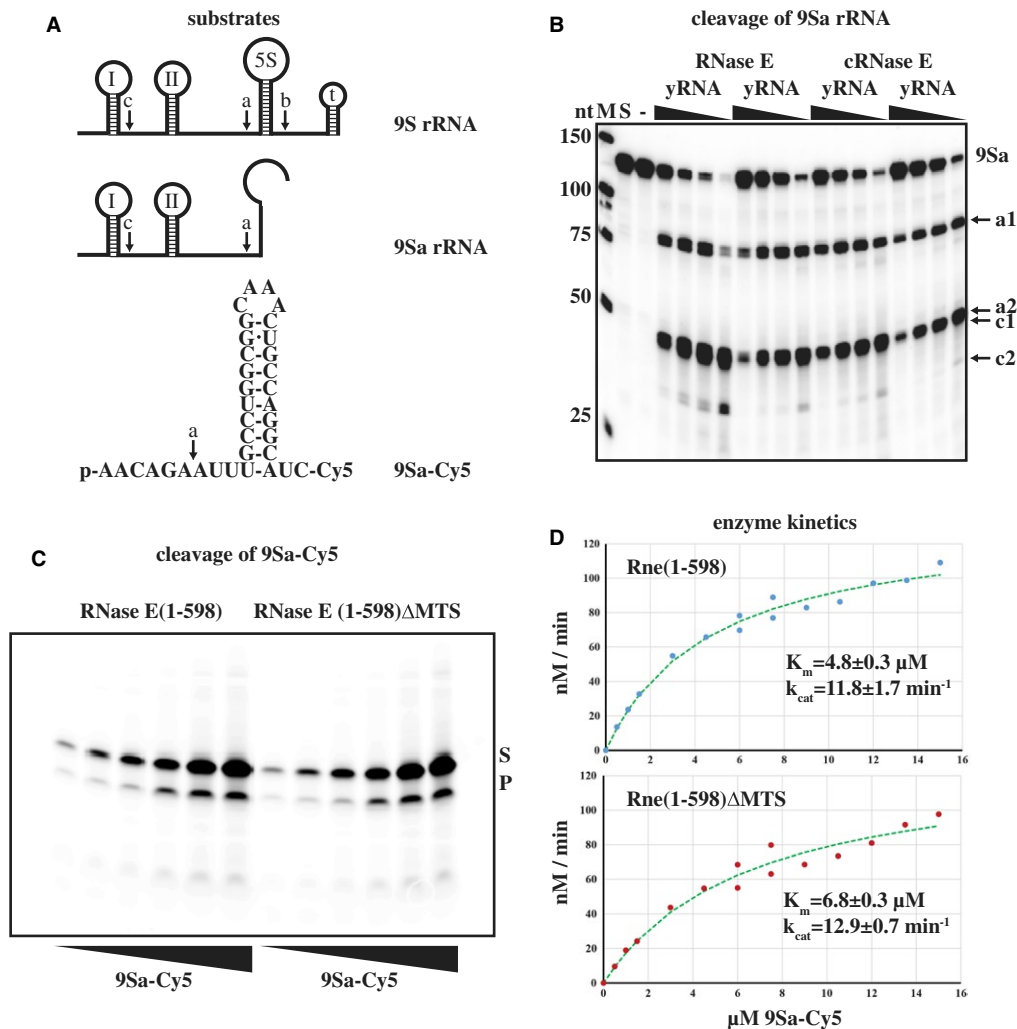 A
substrates
I
II
5S
t
c
a
b
9S rRNA
I
II
c
a
9Sa rRNA
A A
C A
G-C
G·U
C-G
G-C
G-C
G-C
U-A
C-G
C-G
G-C
a
p-AACAGAAUUU-AUC-Cy5
9Sa-Cy5
B
cleavage of 9Sa rRNA
RNase E
cRNase E
yRNA
yRNA
yRNA
yRNA
nt M S -
150
100
75
50
25
9Sa
a1
a2
c1
c2
C
cleavage of 9Sa-Cy5
RNase E(1-598)
RNase E (1-598)ΔMTS
S
P
9Sa-Cy5
9Sa-Cy5
D
enzyme kinetics
Rne(1-598)
Km=4.8±0.3 µM
kcat=11.8±1.7 min-1
nM / min
120
100
80
60
40
20
0
0 2 4 6 8 10 12 14 16
Rne(1-598)ΔMTS
Km=6.8±0.3 µM
kcat=12.9±0.7 min-1
nM / min
120
100
80
60
40
20
0
0 2 4 6 8 10 12 14 16
µM 9Sa-Cy5